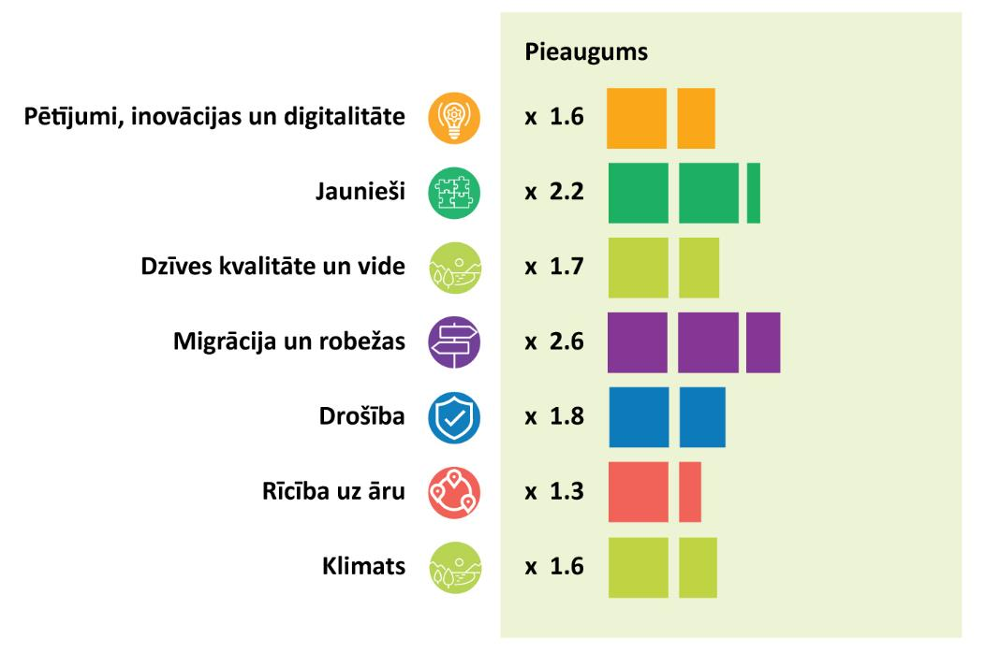 Pieaugums
Pētījumi, inovācijas un digitalitāte x 1.6
Jaunieši x 2.2
Dzīves kvalitāte un vide x 1.7
Migrācija un robežas x 2.6
Drošība x 1.8
Rīcība uz āru x 1.3
Klimats x 1.6